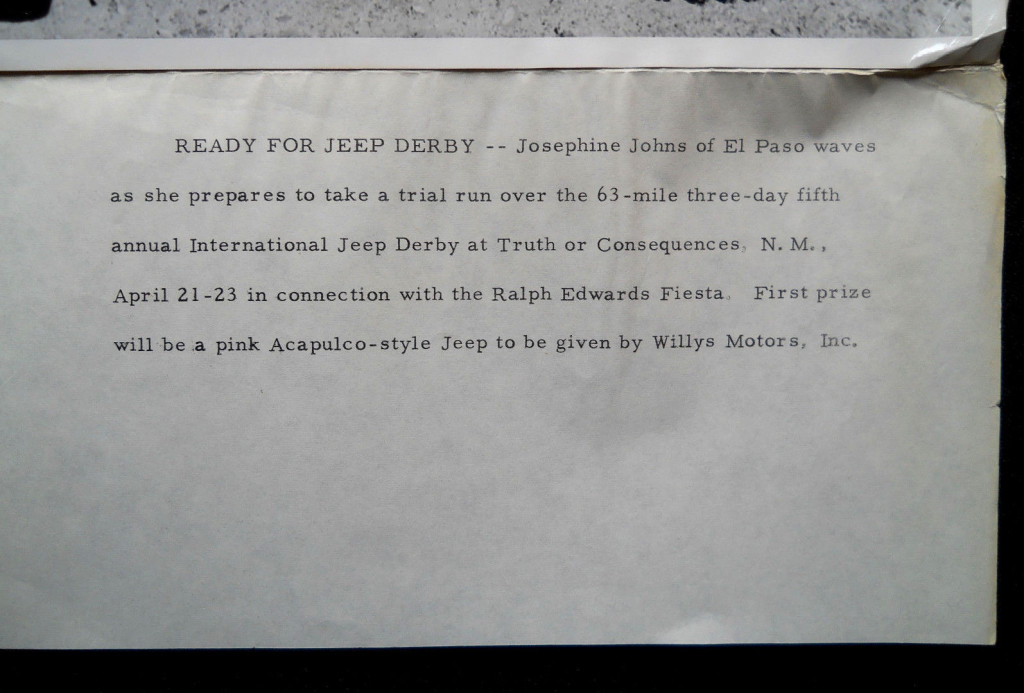 READY FOR JEEP DERBY -- Josephine Johns of El Paso waves
as she prepares to take a trial run over the 63-mile three-day fifth
annual International Jeep Derby at Truth or Consequences, N. M.,
April 21-23 in connection with the Ralph Edwards Fiesta. First prize
will be a pink Acapulco-style Jeep to be given by Willys Motors, Inc.